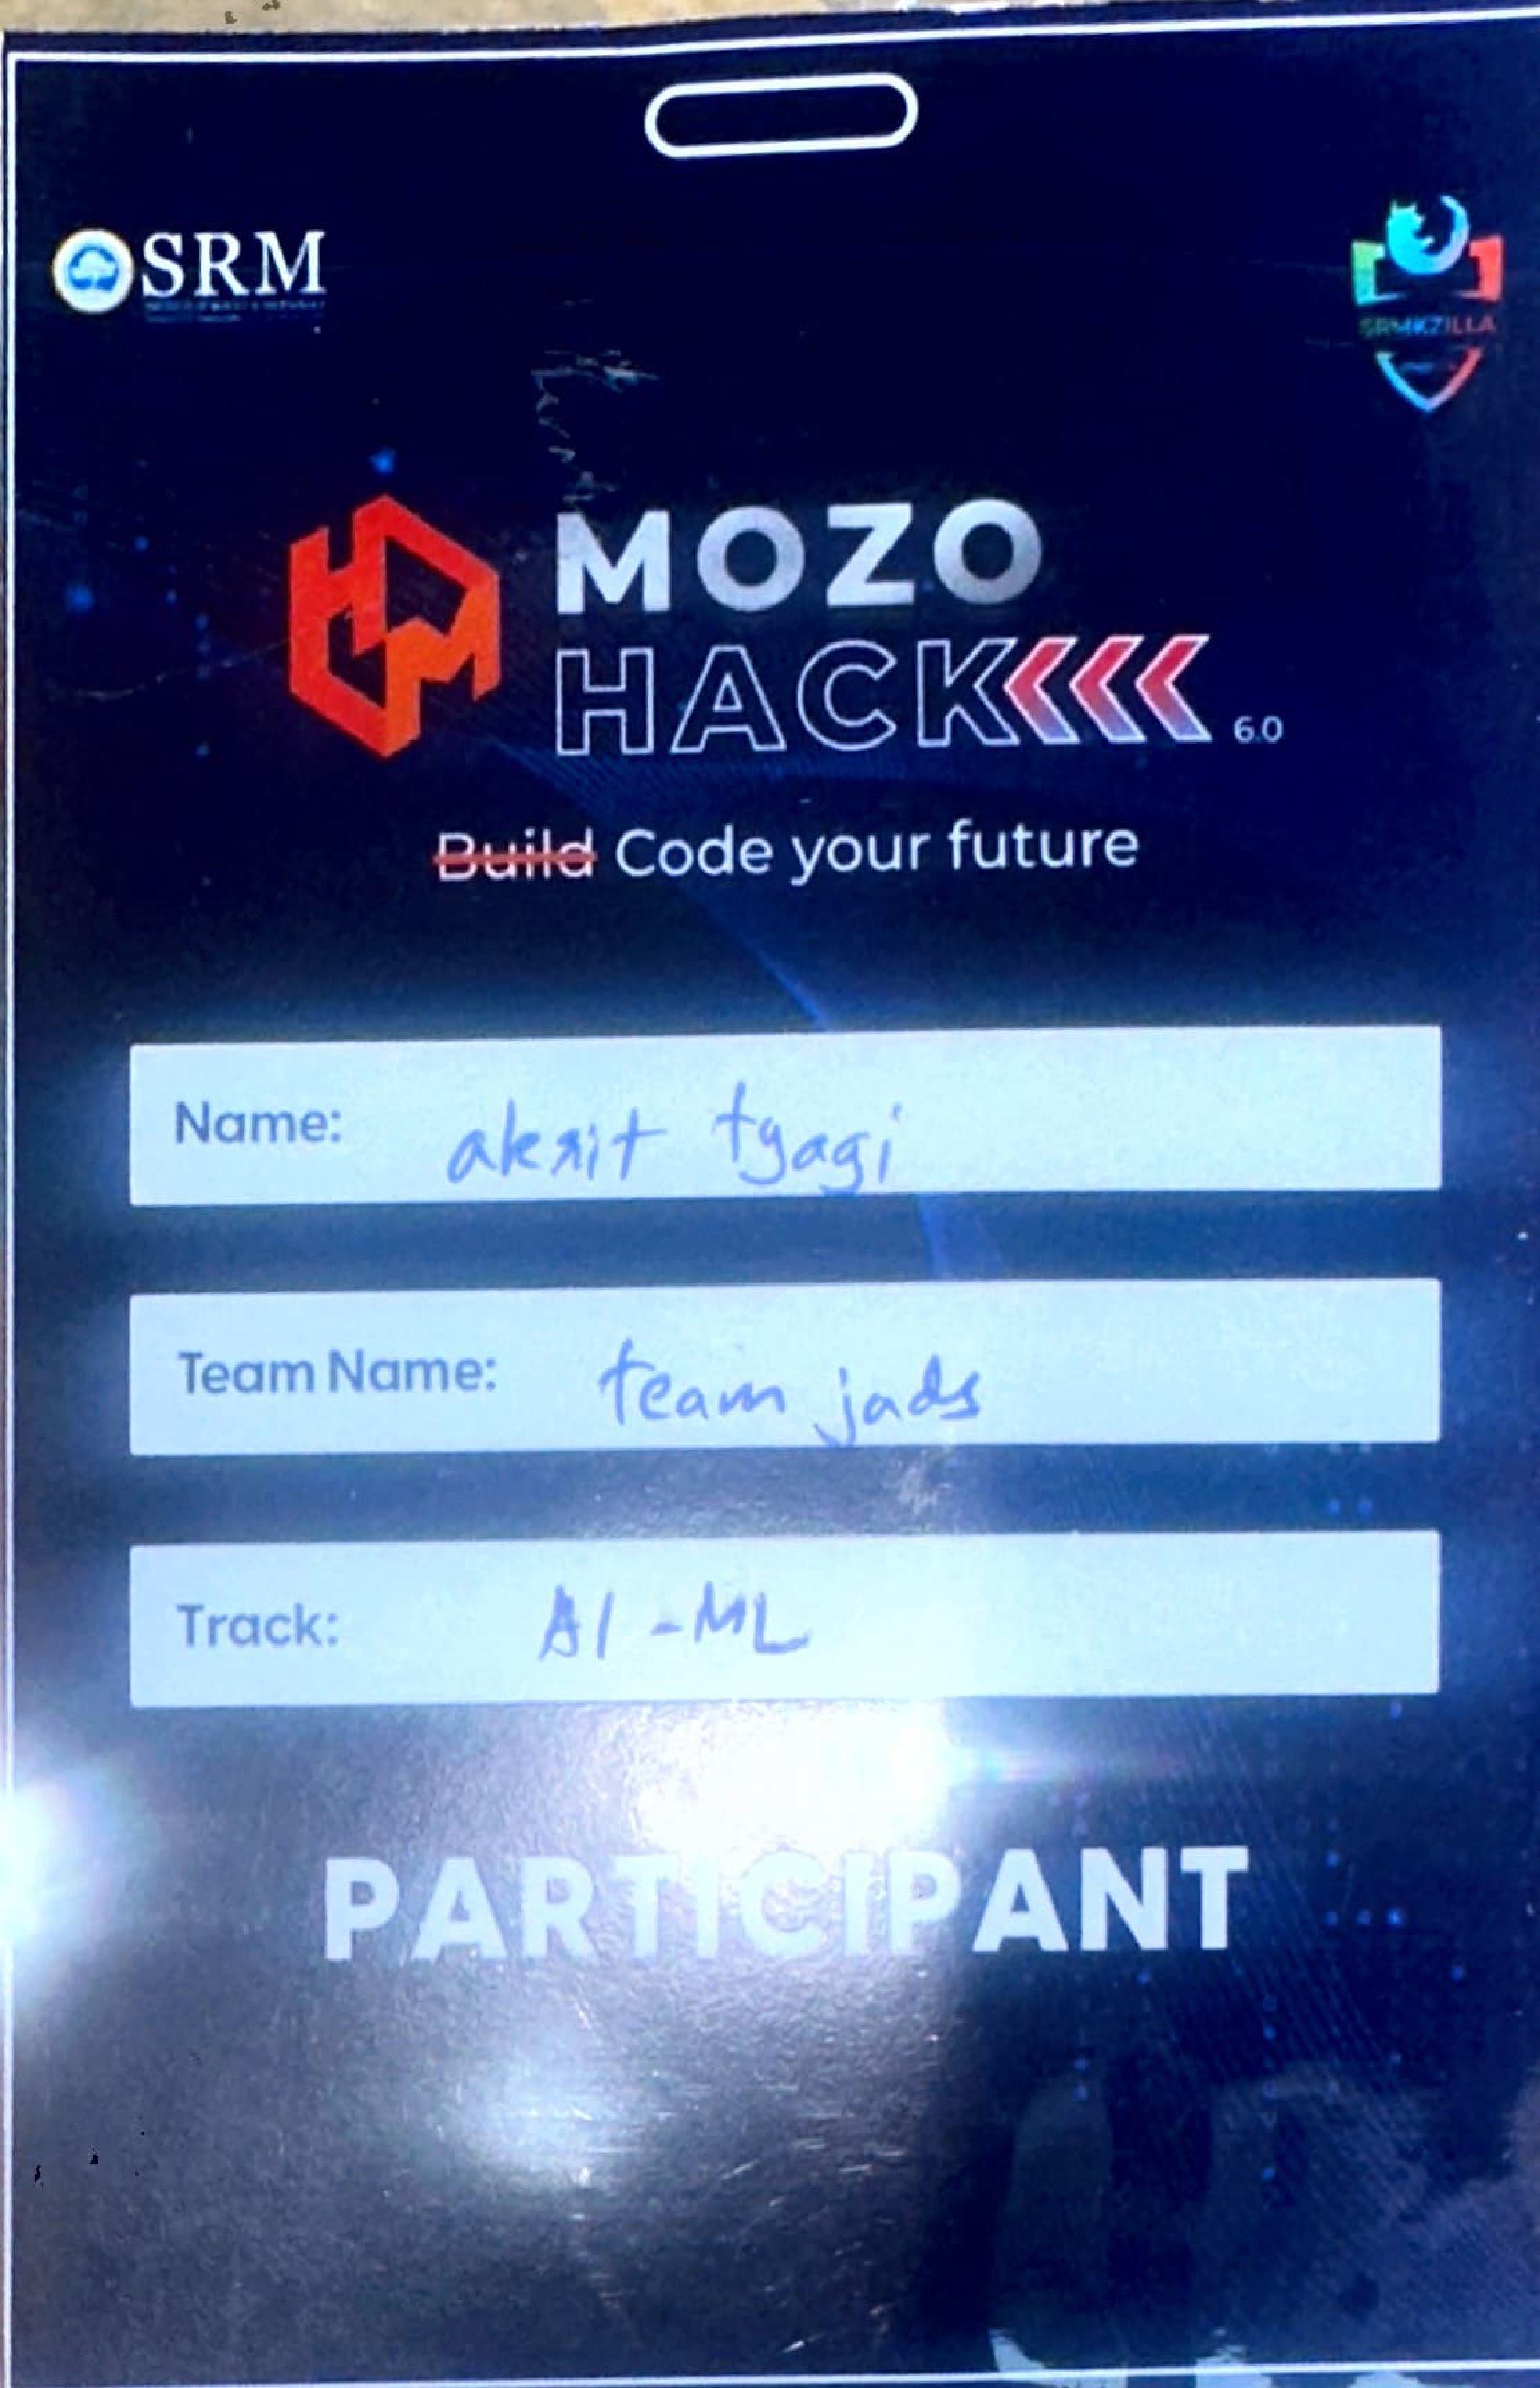 SRM
SRMKZILLA
MOZO
HACK
6.0
Build Code your future
Name: aksit tyagi
Team Name: team jads
Track: AI-ML
PARTICIPANT